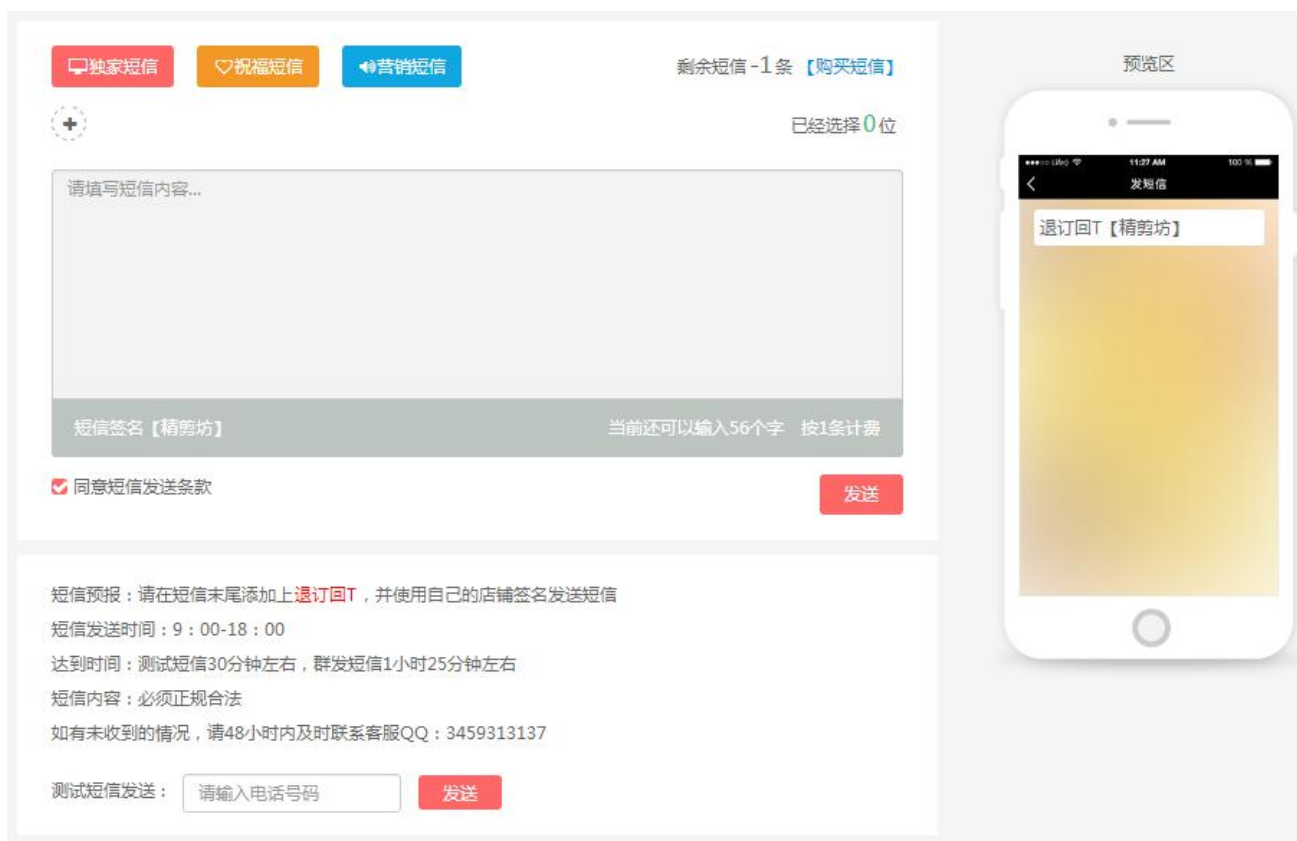 独家短信 祝福短信 营销短信 剩余短信-1条 【购买短信】
已经选择0位
请填写短信内容...
短信签名【精剪坊】 当前还可以输入56个字 按1条计费
同意短信发送条款
发送
短信预报：请在短信末尾添加上退订回T，并使用自己的店铺签名发送短信
短信发送时间：9：00-18：00
达到时间：测试短信30分钟左右，群发短信1小时25分钟左右
短信内容：必须正规合法
如有未收到的情况，请48小时内及时联系客服QQ：3459313137
测试短信发送： 请输入电话号码 发送
预览区
11:27 AM 100 %
发短信
退订回T【精剪坊】